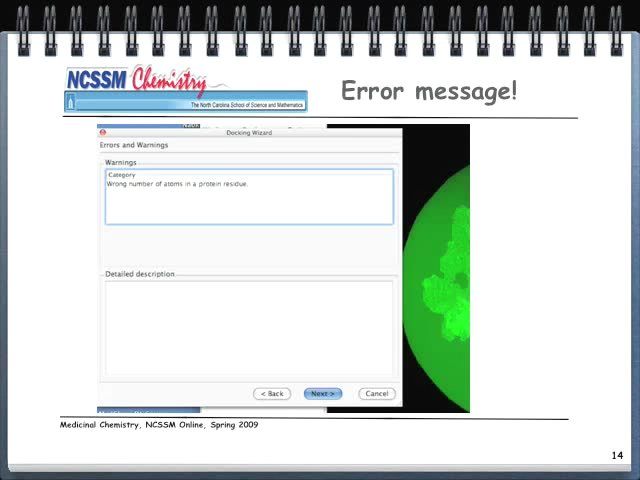 NCSSM Chemistry
The North Carolina School of Science and Mathematics
Error message!
Docking Wizard
Errors and Warnings
Warnings
Category
Wrong number of atoms in a protein residue.
Detailed description
< Back
Next >
Cancel
Medicinal Chemistry, NCSSM Online, Spring 2009
14